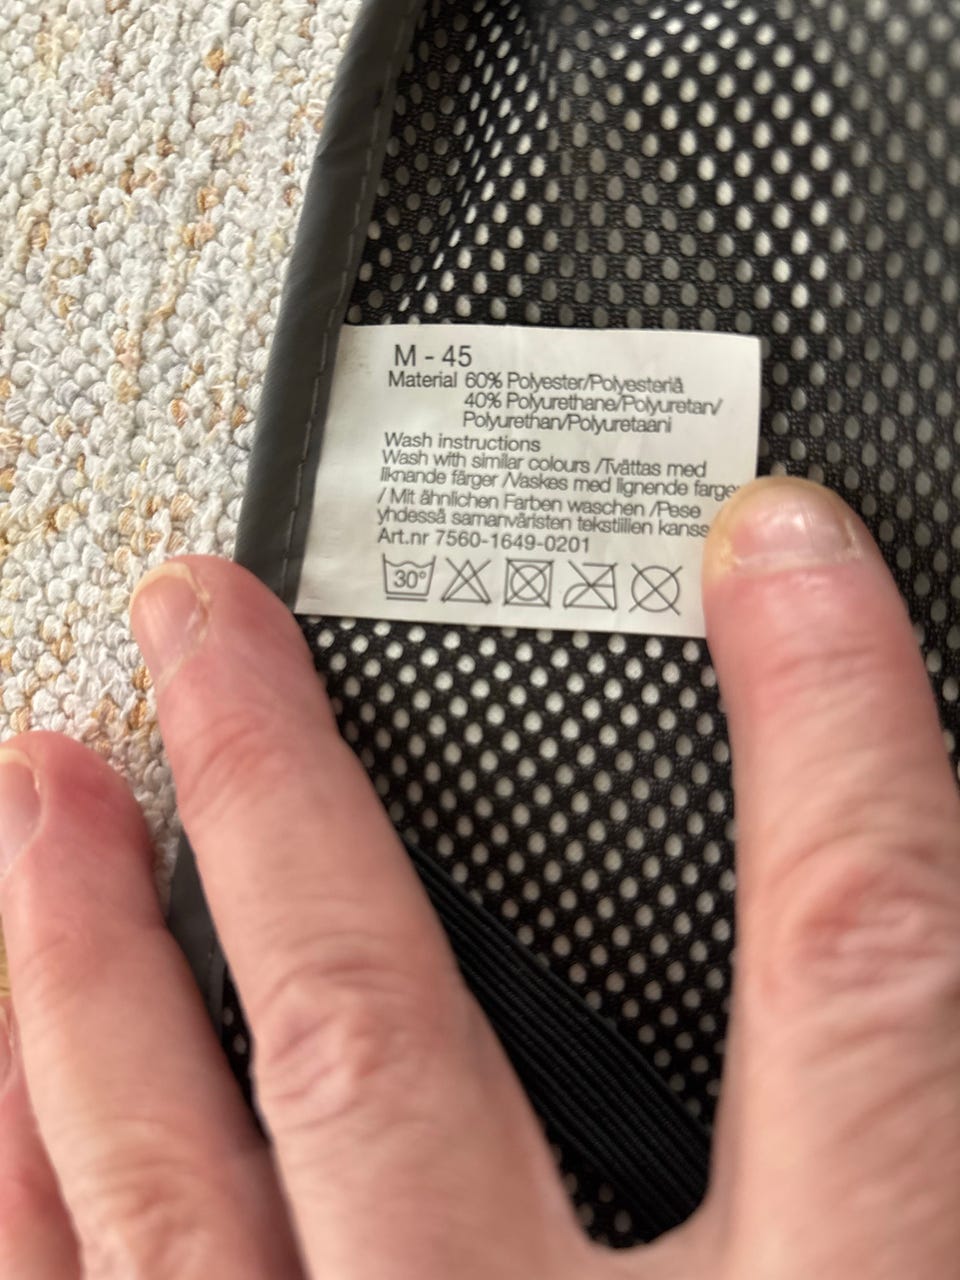 M - 45
Material 60% Polyester/Polyesteriä
40% Polyurethane/Polyuretan/
Polyurethan/Polyuretaani
Wash instructions
Wash with similar colours /Tvättas med
liknande färger /Vaskes med lignende farge
/ Mit ähnlichen Farben waschen /Pese
yhdessä samanväristen tekstiilien kanss
Art.nr 7560-1649-0201
30°